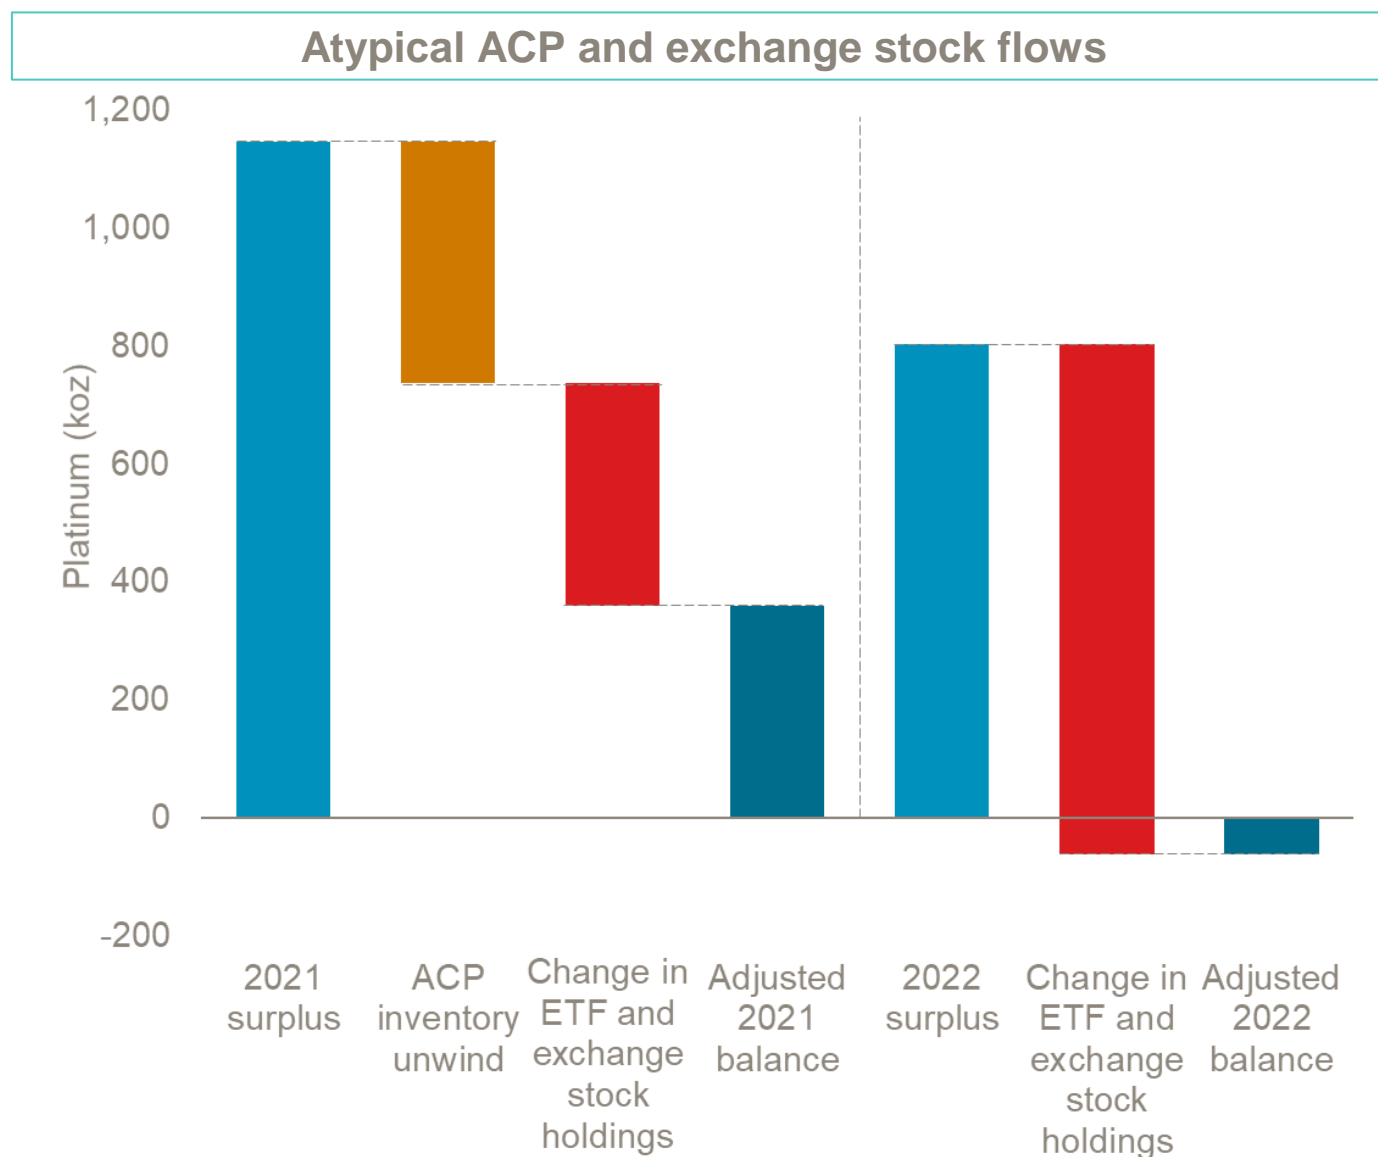 Atypical ACP and exchange stock flows
1,200
1,000
800
600
400
200
0
-200
Platinum (koz)
2021
surplus
ACP
inventory
unwind
Change in
ETF and
exchange
stock
holdings
Adjusted
2021
balance
2022
surplus
Change in
ETF and
exchange
stock
holdings
Adjusted
2022
balance